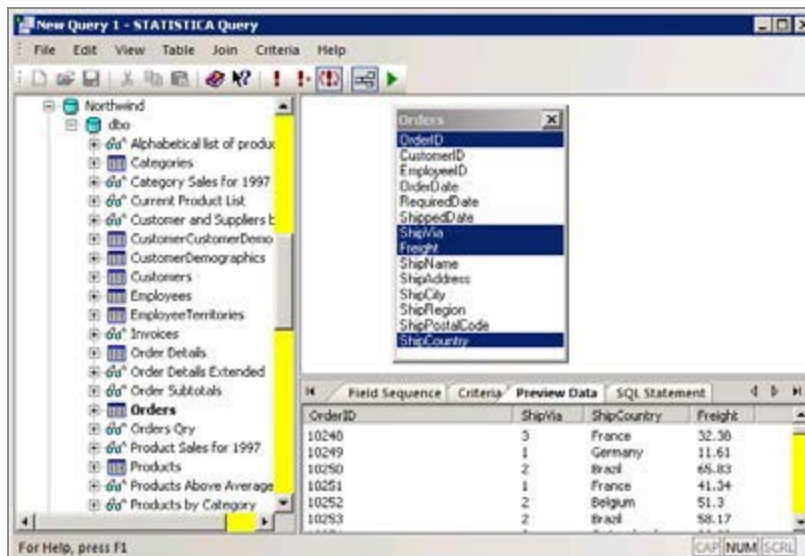 New Query 1 - STATISTICA Query
File Edit View Table Join Criteria Help
Northwind
dbo
Alphabetical list of produ
Categories
Category Sales for 1997
Current Product List
Customer and Suppliers b
CustomerCustomerDemo
CustomerDemographics
Customers
Employees
EmployeeTerritories
Invoices
Order Details
Order Details Extended
Order Subtotals
Orders
Orders Qry
Product Sales for 1997
Products
Products Above Average
Products by Category
Orders
OrderID
CustomerID
EmployeeID
OrderDate
RequiredDate
ShippedDate
ShipVia
Freight
ShipName
ShipAddress
ShipCity
ShipRegion
ShipPostalCode
ShipCountry
Field Sequence Criteria Preview Data SQL Statement
OrderID ShipVia ShipCountry Freight
10248 3 France 32.38
10249 1 Germany 11.61
10250 2 Brazil 65.83
10251 1 France 41.34
10252 2 Belgium 51.3
10253 2 Brazil 58.17
For Help, press F1
CAP NUM SCRL